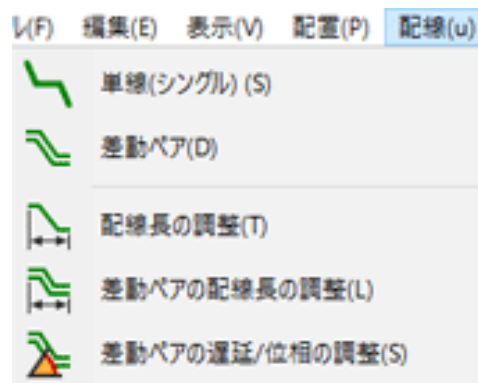 ル(F) 編集(E) 表示(V) 配置(P) 配線(u)
単線(シングル) (S)
差動ペア(D)
配線長の調整(T)
差動ペアの配線長の調整(L)
差動ペアの遅延/位相の調整(S)